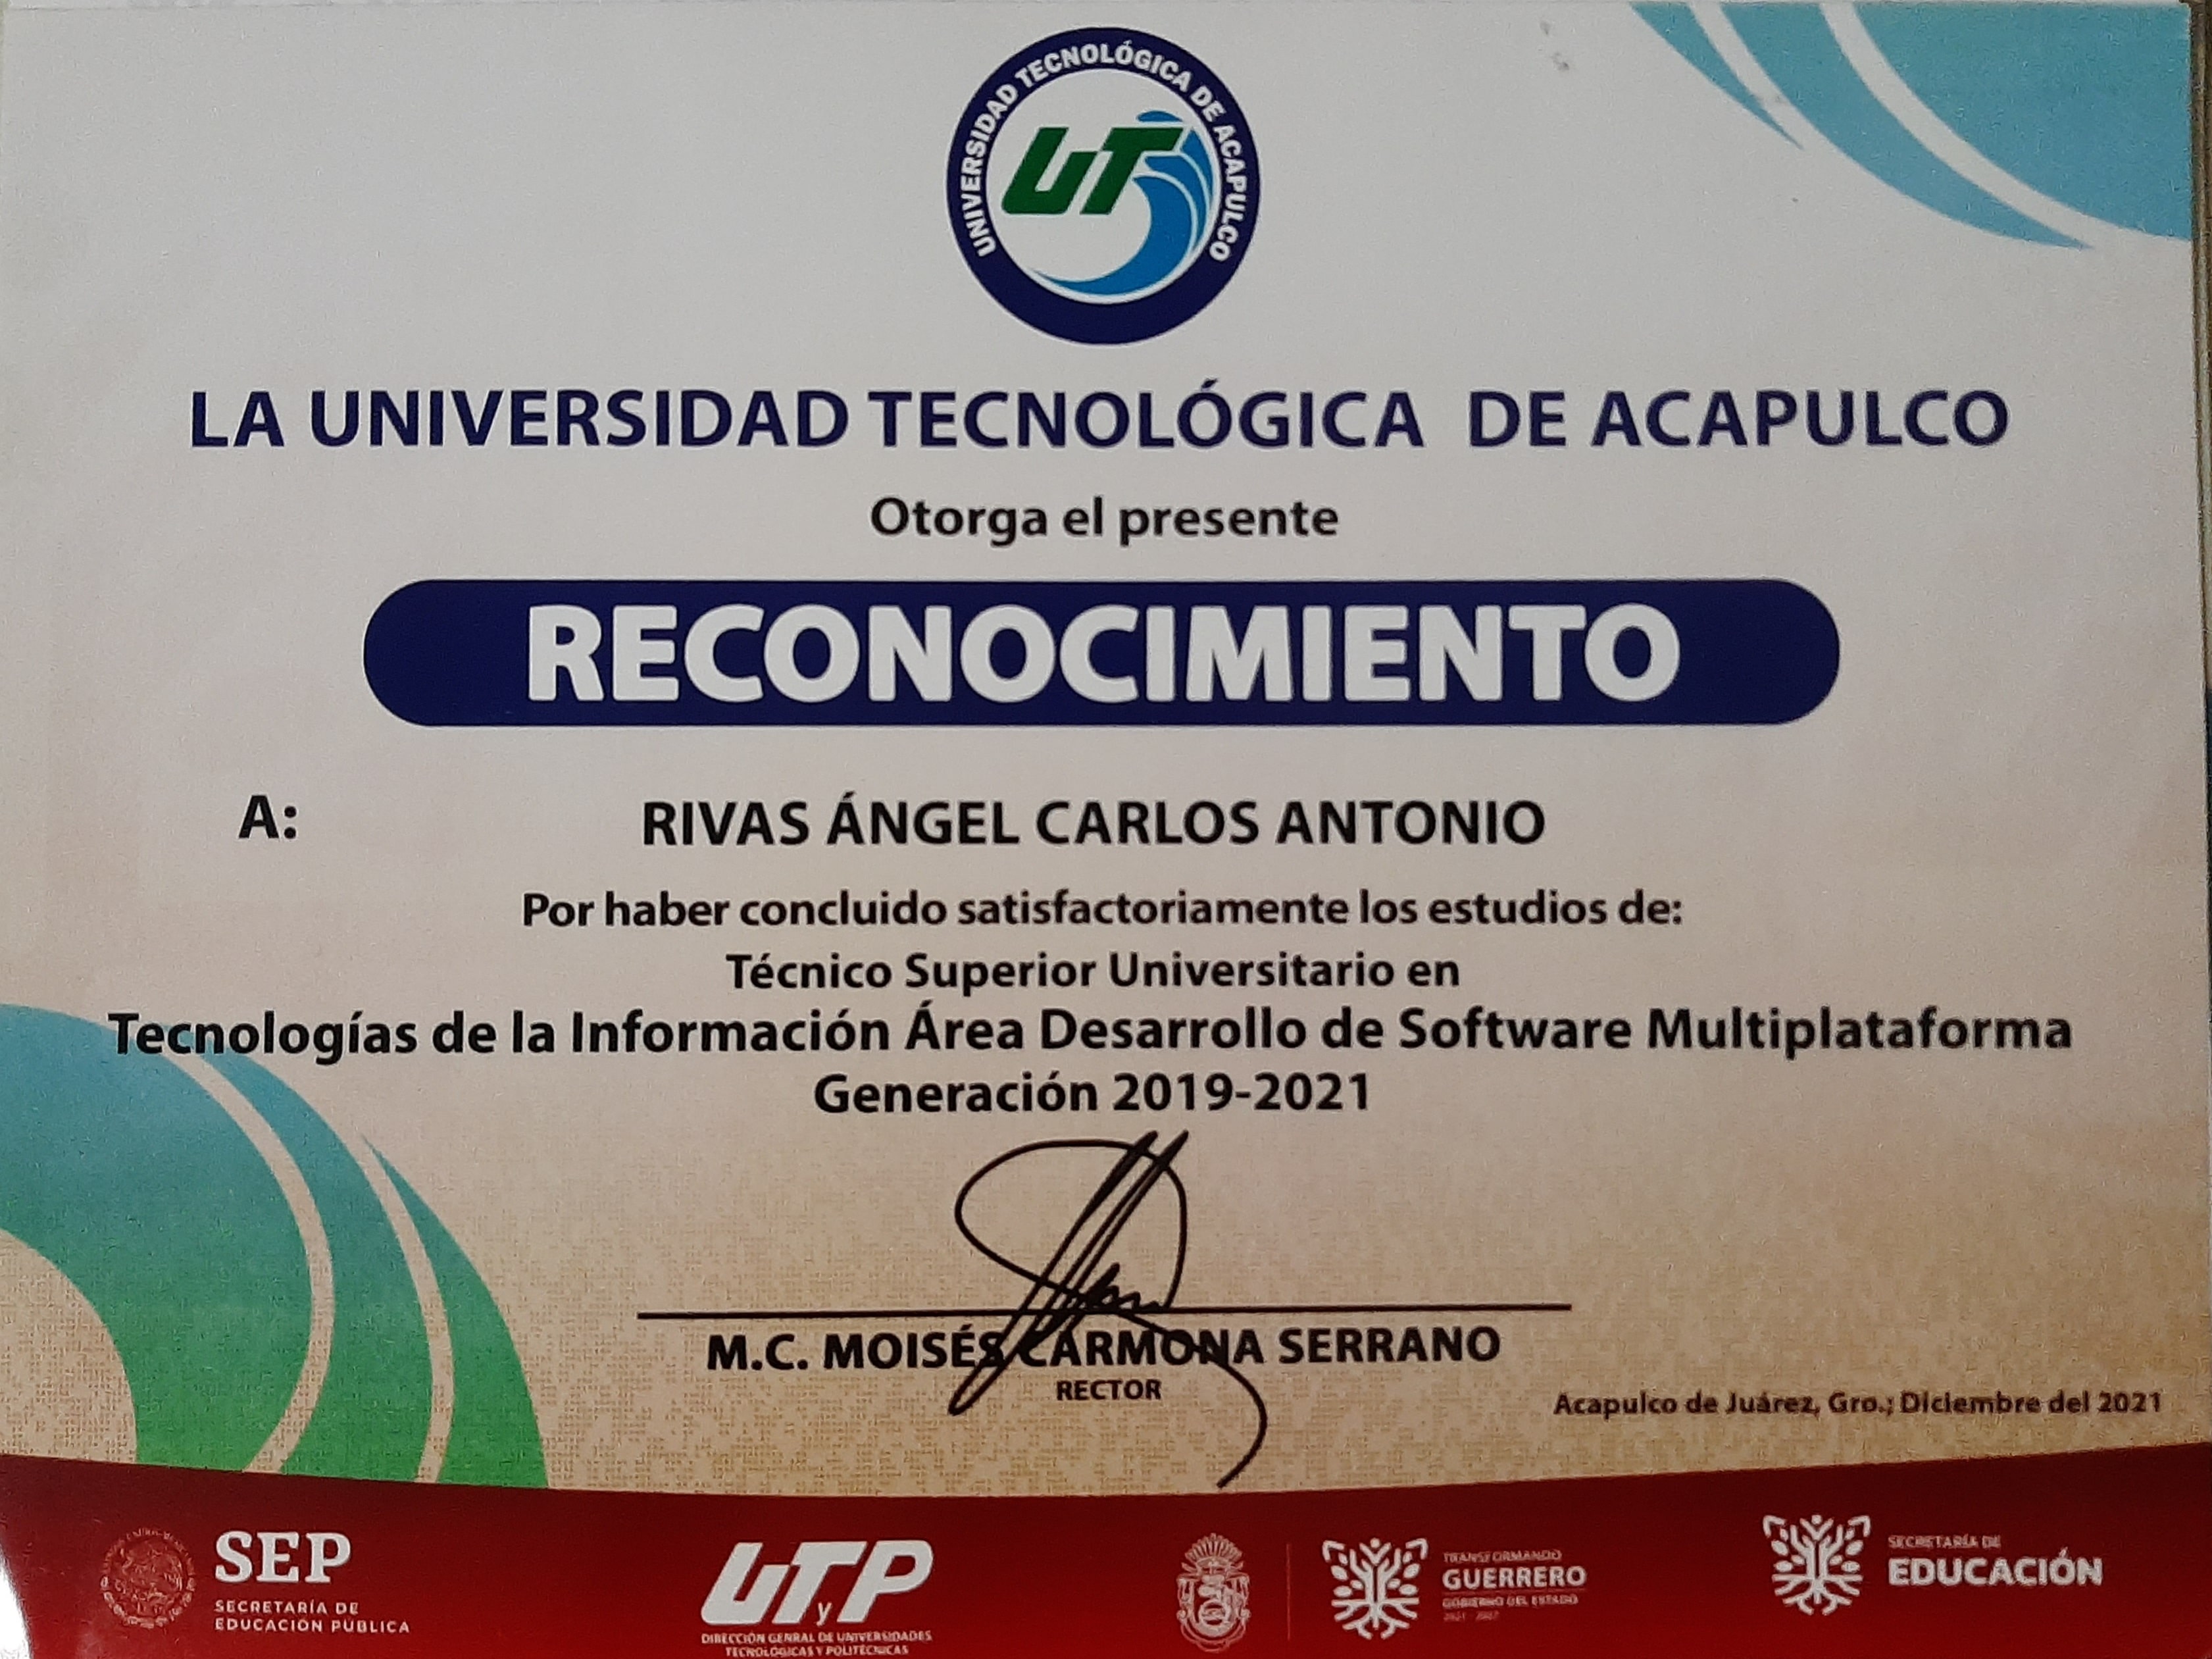 UNIVERSIDAD TECNOLÓGICA DE ACAPULCO
UT
LA UNIVERSIDAD TECNOLÓGICA DE ACAPULCO
Otorga el presente
RECONOCIMIENTO
A: RIVAS ÁNGEL CARLOS ANTONIO
Por haber concluido satisfactoriamente los estudios de:
Técnico Superior Universitario en
Tecnologías de la Información Área Desarrollo de Software Multiplataforma
Generación 2019-2021
M.C. MOISÉS CARMONA SERRANO
RECTOR
Acapulco de Juárez, Gro.; Diciembre del 2021
SEP
SECRETARÍA DE
EDUCACIÓN PÚBLICA
UTyP
DIRECCIÓN GENRAL DE UNIVERSIDADES
TECNOLÓGICAS Y POLITÉCNICAS
TRANSFORMANDO
GUERRERO
GOBIERNO DEL ESTADO
2021 - 2027
SECRETARÍA DE
EDUCACIÓN